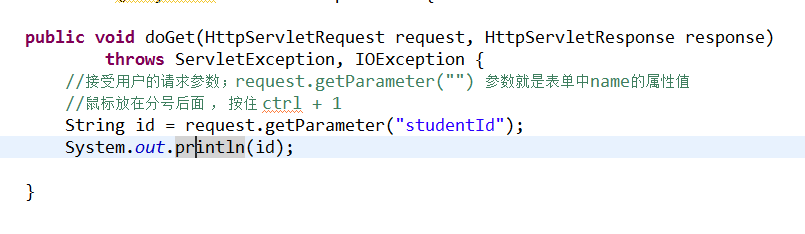 public void doGet(HttpServletRequest request, HttpServletResponse response)
throws ServletException, IOException {
//接受用户的请求参数；request.getParameter("") 参数就是表单中name的属性值
//鼠标放在分号后面 ，按住 ctrl + 1
String id = request.getParameter("studentId");
System.out.println(id);
}